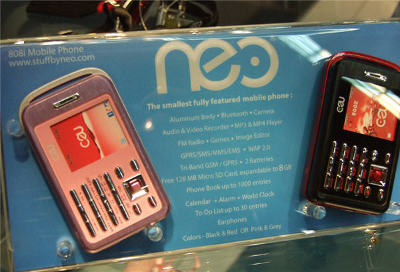 808i Mobile Phone
www.stuffbyneo.com
neo
The smallest fully featured mobile phone :
Aluminum Body • Bluetooth • Camera
Audio & Video Recorder • MP3 & MP4 Player
FM Radio • Games • Image Editor
GPRS/SMS/MMS/EMS • WAP 2.0
Tri-Band GSM / GPRS • 2 Batteries
Free 128 MB Micro SD Card, expandable to 8 GB
Phone Book up to 1000 entries
Calendar • Alarm • World Clock
To Do List up to 30 entries
Earphones
Colors - Black & Red OR Pink & Grey
neo
neo